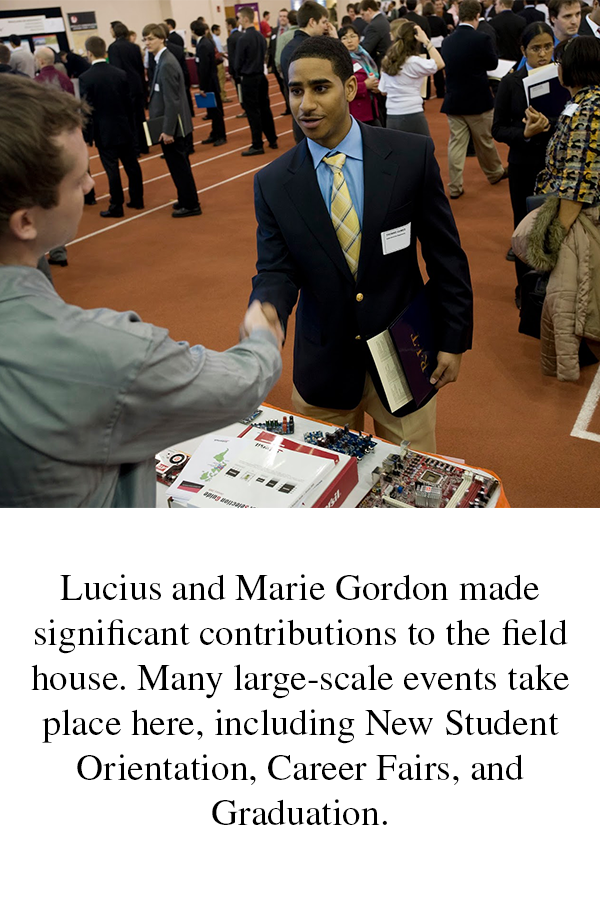 R·I·T
Lucius and Marie Gordon made
significant contributions to the field
house. Many large-scale events take
place here, including New Student
Orientation, Career Fairs, and
Graduation.